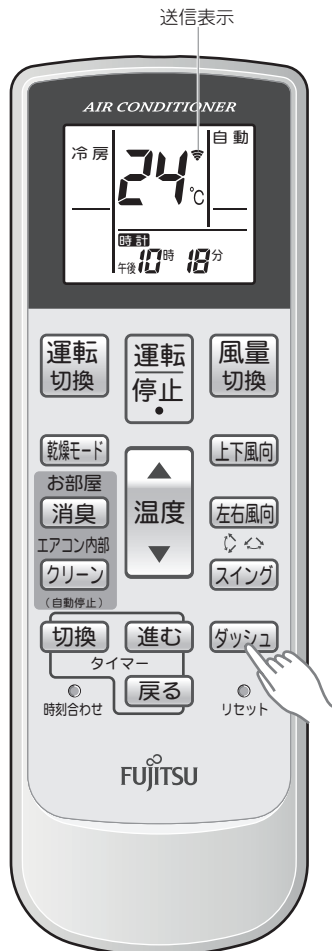 送信表示
AIR CONDITIONER
冷房 24℃ 自動
時計
午後10時 18分
運転切換
運転停止
風量切換
乾燥モード
上下風向
お部屋
消臭
温度
左右風向
エアコン内部
クリーン
スイング
(自動停止)
切換
進む
ダッシュ
タイマー
戻る
時刻合わせ
リセット
FUJITSU